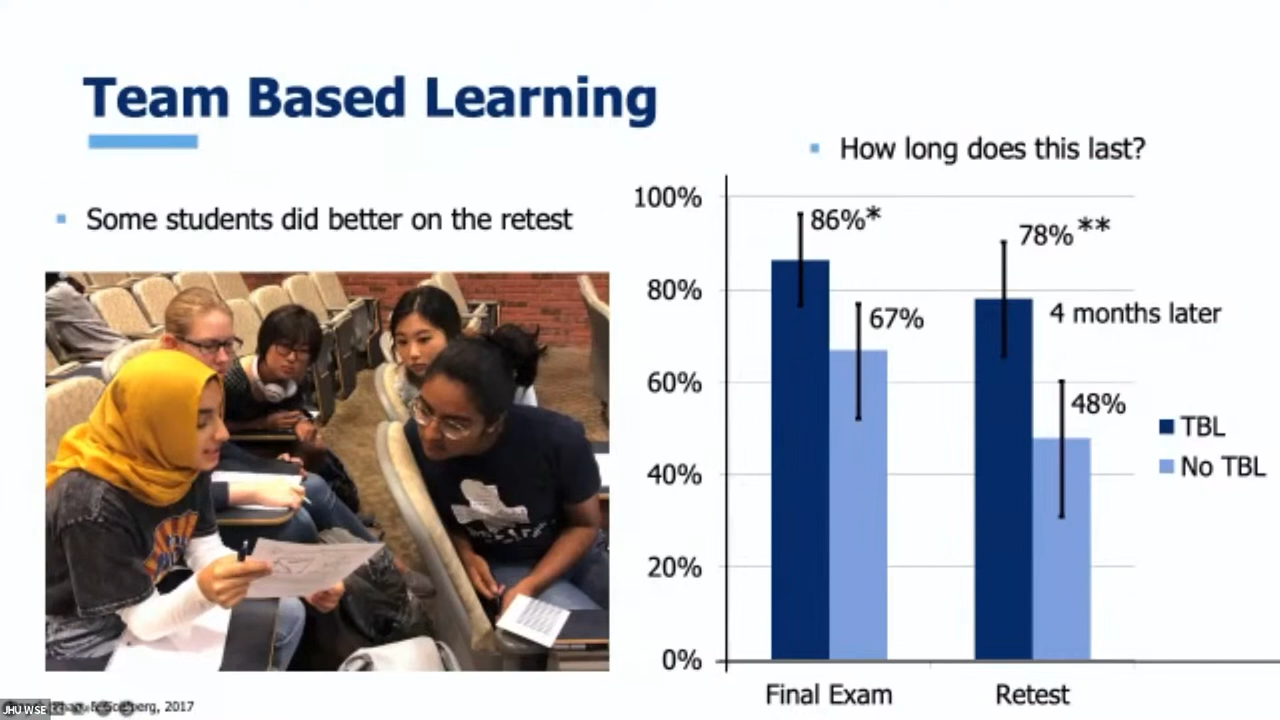 Team Based Learning
▪ Some students did better on the retest
▪ How long does this last?
100%
80%
60%
40%
20%
0%
86%*
67%
78%**
4 months later
48%
TBL
No TBL
Final Exam
Retest
JHU WSE
2017